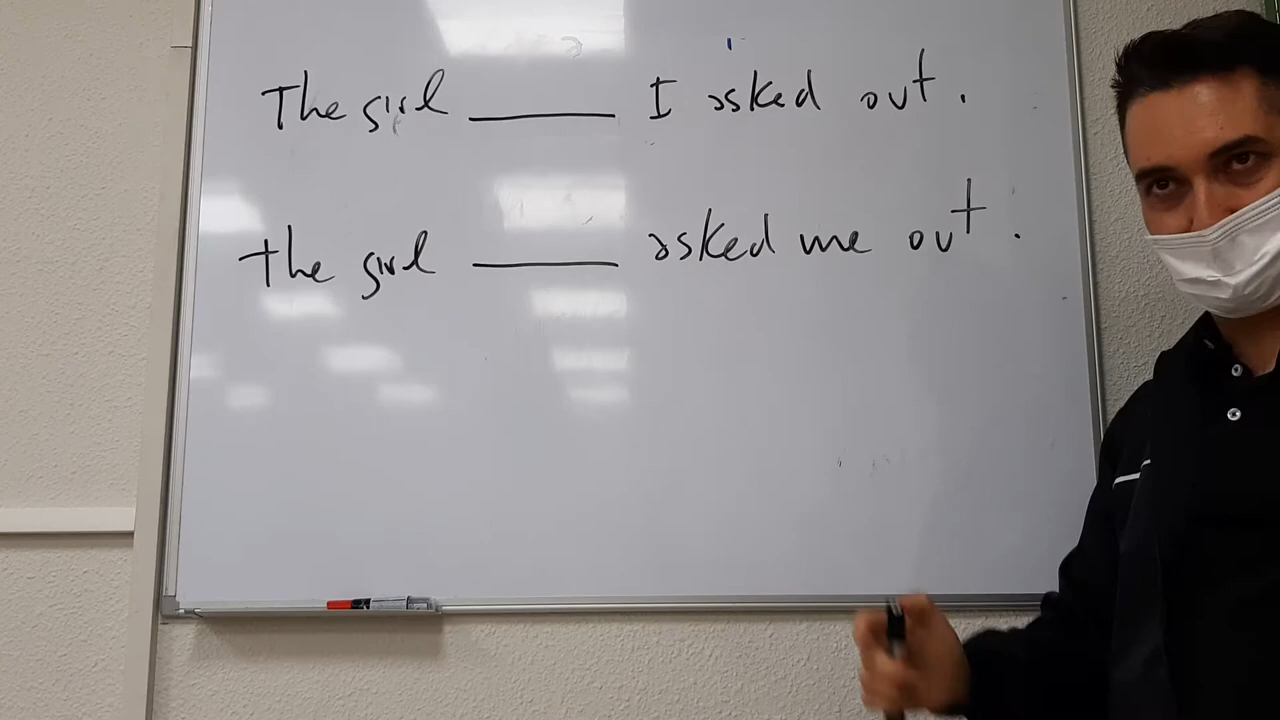 The girl ______ I asked out.
the girl ______ asked me out.